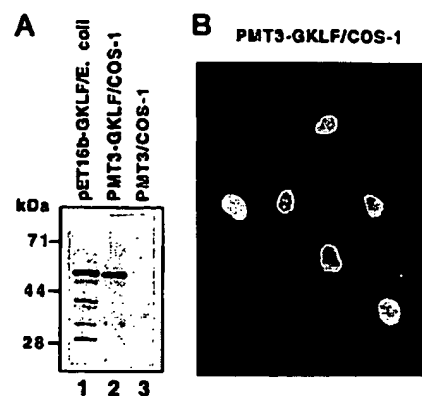 A
B
pET16b-GKLF/E. coli
PMT3-GKLF/COS-1
PMT3/COS-1
PMT3-GKLF/COS-1
kDa
71
44
28
1 2 3